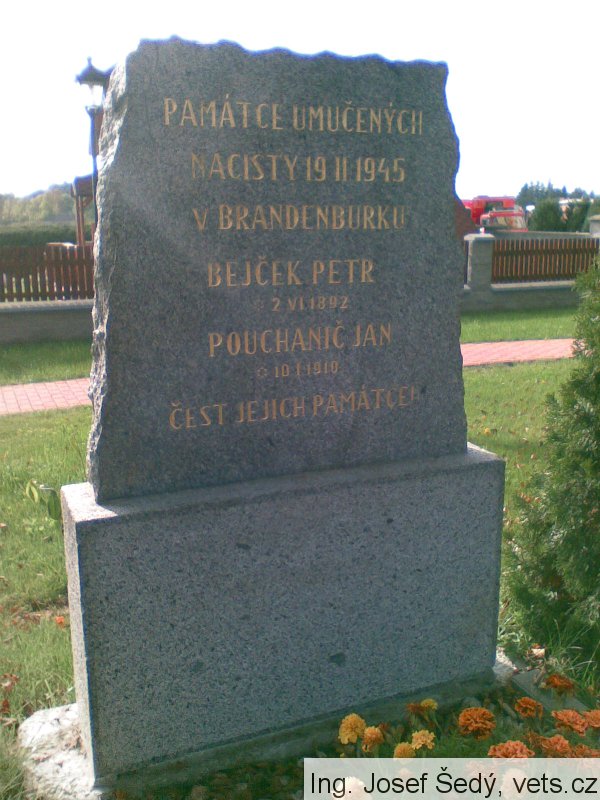 PAMÁTCE UMUČENÝCH
NACISTY 19 II 1945
V BRANDENBURKU
BEJČEK PETR
☆ 2 VI 1892
POUCHANIČ JAN
☆ 10 I 1910
ČEST JEJICH PAMÁTCE!
Ing. Josef Šedý, vets.cz